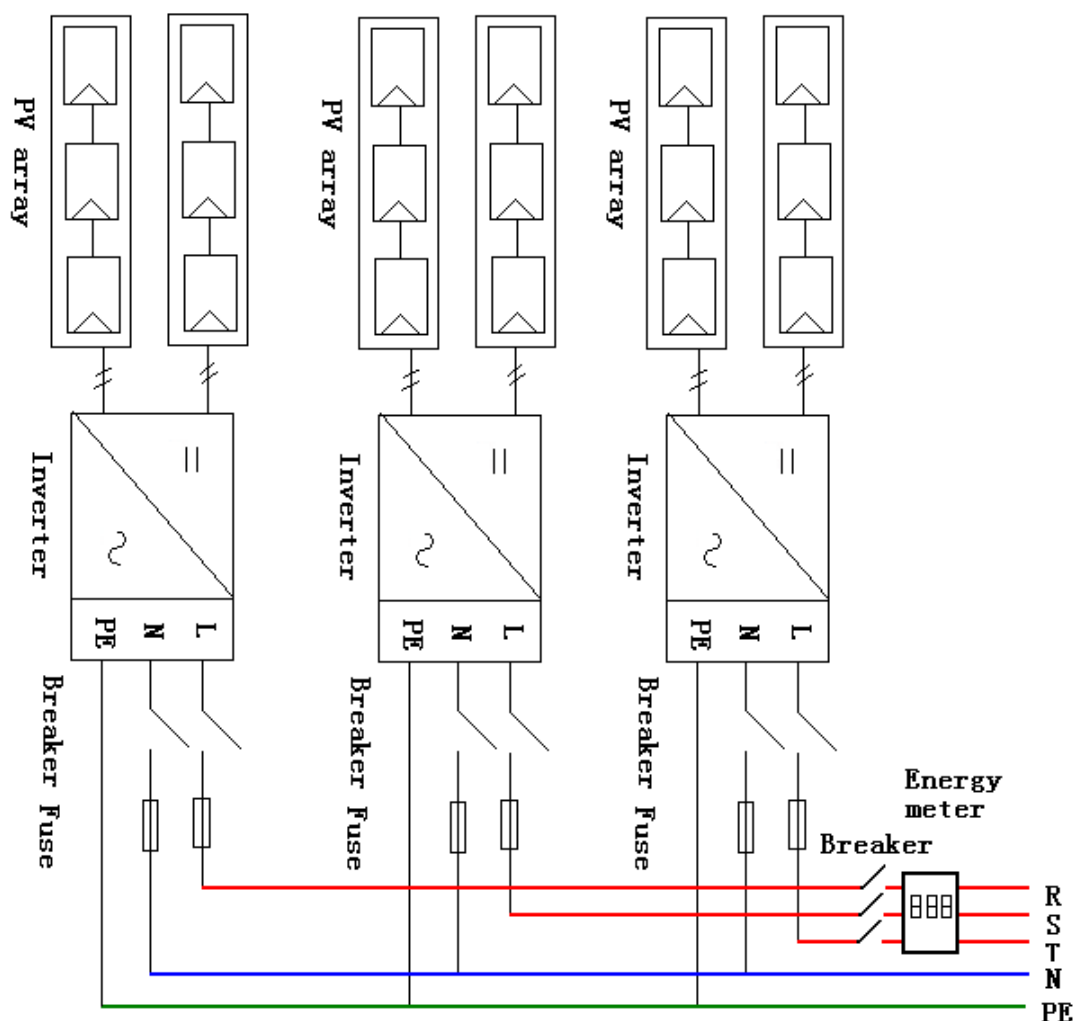 PV array
PV array
PV array
Inverter
Inverter
Inverter
PE N L
PE N L
PE N L
Breaker Fuse
Breaker Fuse
Breaker Fuse
Energy
meter
Breaker
888
R
S
T
N
PE